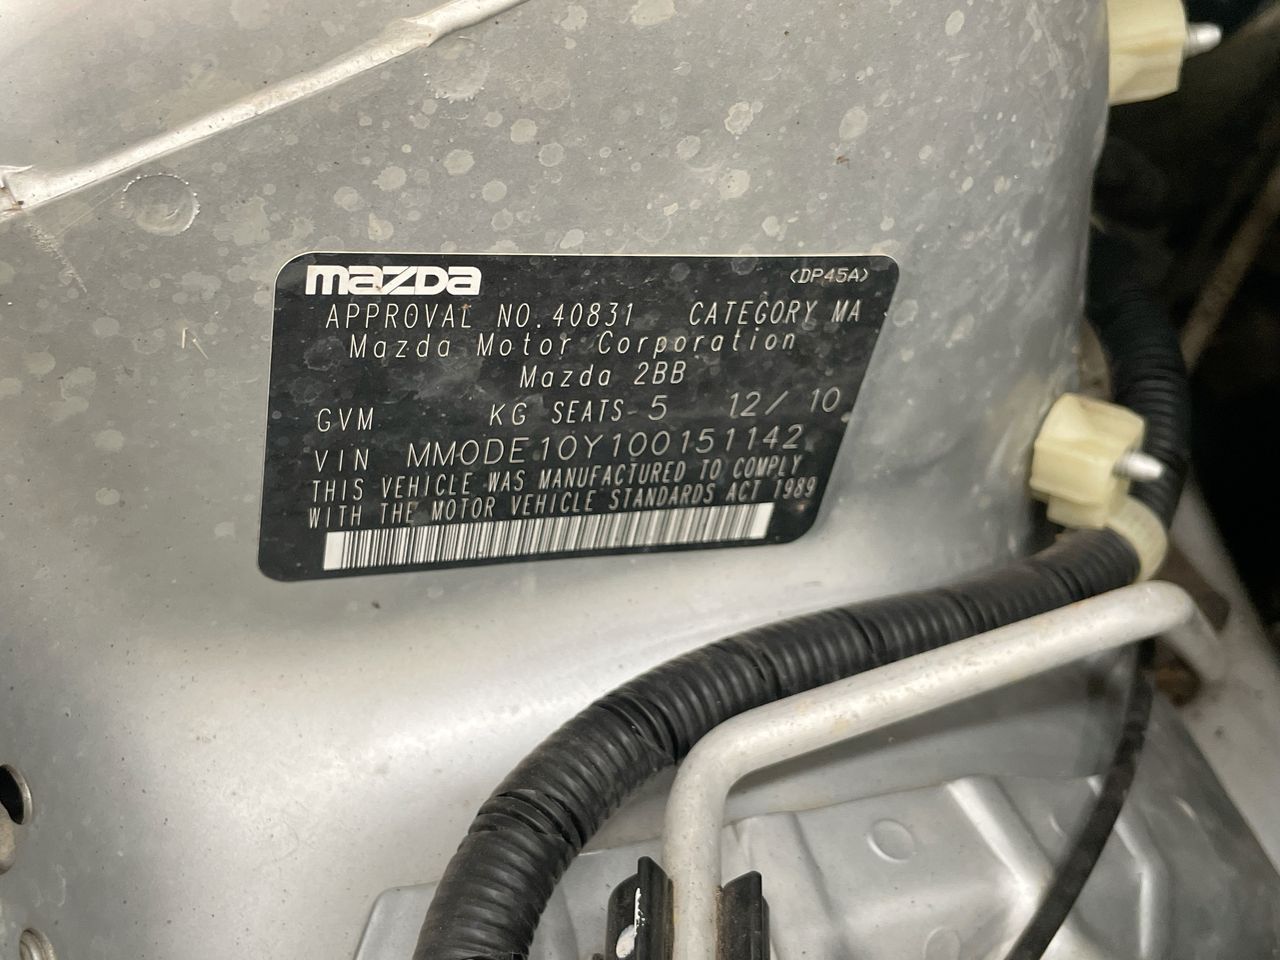 mazDa <DP45A>
APPROVAL NO.40831 CATEGORY MA
Mazda Motor Corporation
Mazda 2BB
GVM KG SEATS-5 12/10
VIN MM0DE10Y100151142
THIS VEHICLE WAS MANUFACTURED TO COMPLY
WITH THE MOTOR VEHICLE STANDARDS ACT 1989